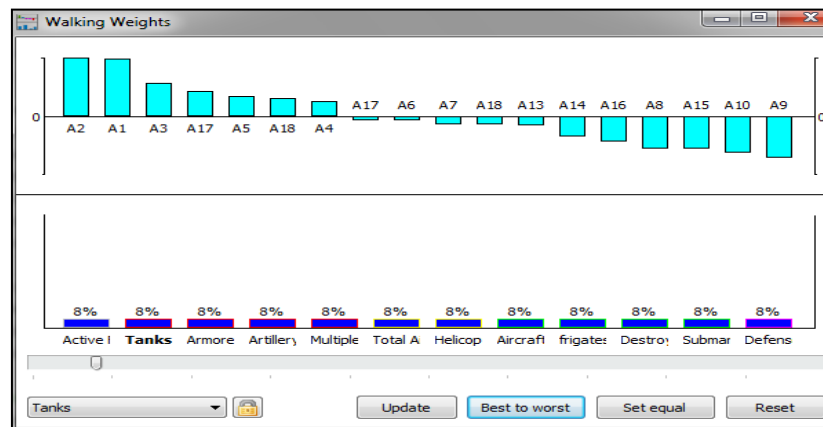 Walking Weights
A17 A6 A7 A18 A13 A14 A16 A8 A15 A10 A9
0 0
A2 A1 A3 A17 A5 A18 A4
8% 8% 8% 8% 8% 8% 8% 8% 8% 8% 8% 8%
Active Tanks Armore Artillery Multiple Total A Helicop Aircraft frigates Destroy Submar Defens
Tanks Update Best to worst Set equal Reset